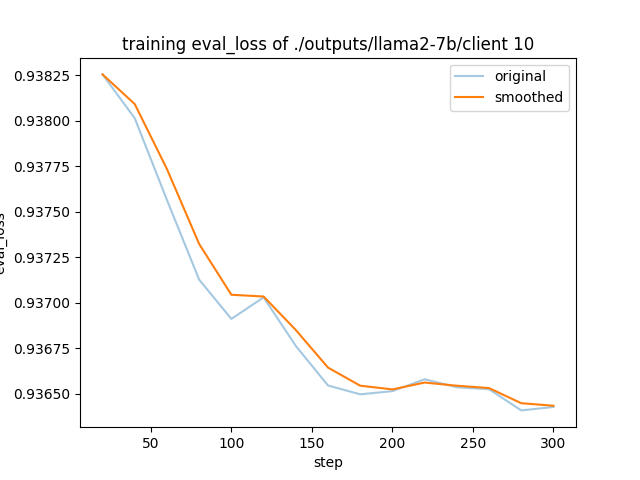 training eval_loss of ./outputs/llama2-7b/client 10
original
smoothed
0.93825
0.93800
0.93775
0.93750
0.93725
0.93700
0.93675
0.93650
eval_loss
50
100
150
200
250
300
step